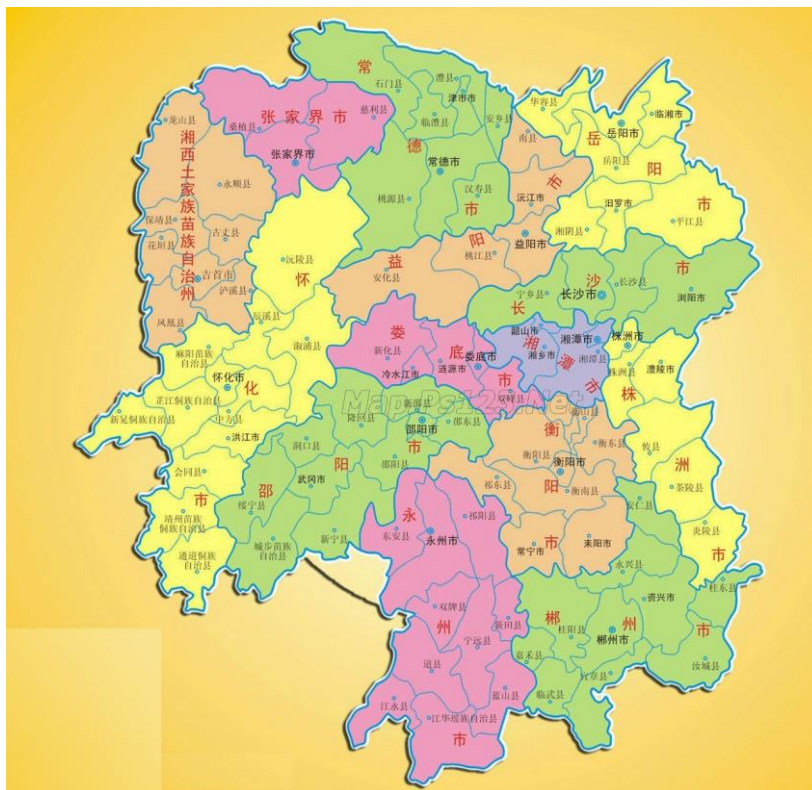 常德市
石门县
澧县
津市市
临澧县
安乡县
常德市
汉寿县
桃源县
张家界市
慈利县
桑植县
张家界市
湘西土家族苗族自治州
龙山县
永顺县
保靖县
花垣县
古丈县
吉首市
泸溪县
凤凰县
岳阳市
华容县
临湘市
岳阳市
岳阳县
汨罗市
湘阴县
平江县
益阳市
南县
沅江市
益阳市
桃江县
安化县
长沙市
宁乡县
长沙市
长沙县
浏阳市
怀化市
沅陵县
辰溪县
溆浦县
麻阳苗族
自治县
怀化市
芷江侗族自治县
新晃侗族自治县
中方县
洪江市
会同县
靖州苗族
侗族自治县
通道侗族
自治县
娄底市
新化县
冷水江市
涟源市
娄底市
双峰县
湘潭市
韶山市
湘潭市
湘乡市
湘潭县
株洲市
株洲市
株洲县
醴陵市
攸县
茶陵县
炎陵县
Map.Ps123.Net
邵阳市
新邵县
隆回县
邵阳市
邵东县
洞口县
邵阳县
武冈市
绥宁县
新宁县
城步苗族
自治县
衡阳市
衡山县
衡东县
衡阳县
衡阳市
祁东县
衡南县
常宁市
耒阳市
永州市
祁阳县
东安县
永州市
双牌县
新田县
宁远县
道县
蓝山县
江永县
江华瑶族自治县
郴州市
安仁县
永兴县
资兴市
桂东县
桂阳县
郴州市
嘉禾县
宜章县
临武县
汝城县